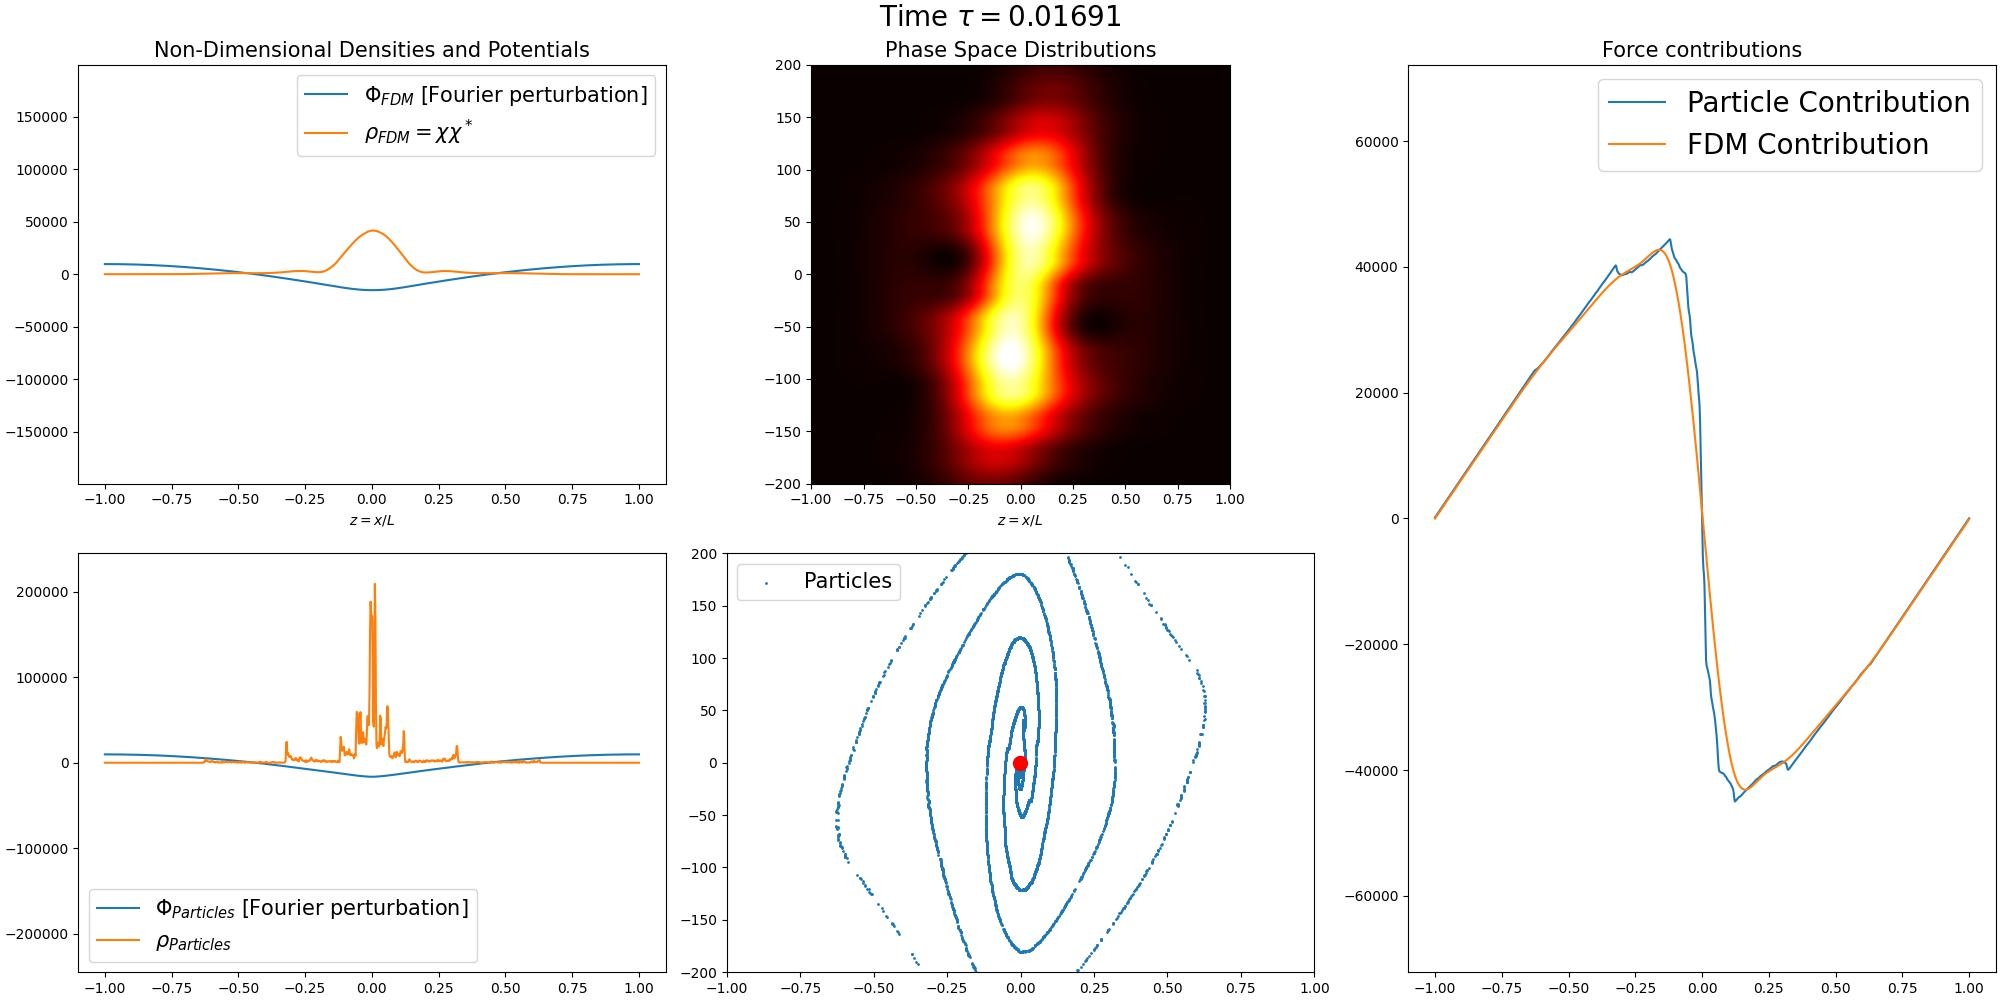 Time τ = 0.01691
Non-Dimensional Densities and Potentials
Φ_FDM [Fourier perturbation]
ρ_FDM = χχ*
150000
100000
50000
0
−50000
−100000
−150000
−1.00 −0.75 −0.50 −0.25 0.00 0.25 0.50 0.75 1.00
z = x/L
Phase Space Distributions
200
150
100
50
0
−50
−100
−150
−200
−1.00 −0.75 −0.50 −0.25 0.00 0.25 0.50 0.75 1.00
z = x/L
Force contributions
Particle Contribution
FDM Contribution
60000
40000
20000
0
−20000
−40000
−60000
−1.00 −0.75 −0.50 −0.25 0.00 0.25 0.50 0.75 1.00
200000
100000
0
−100000
−200000
Φ_Particles [Fourier perturbation]
ρ_Particles
−1.00 −0.75 −0.50 −0.25 0.00 0.25 0.50 0.75 1.00
Particles
200
150
100
50
0
−50
−100
−150
−200
−1.00 −0.75 −0.50 −0.25 0.00 0.25 0.50 0.75 1.00